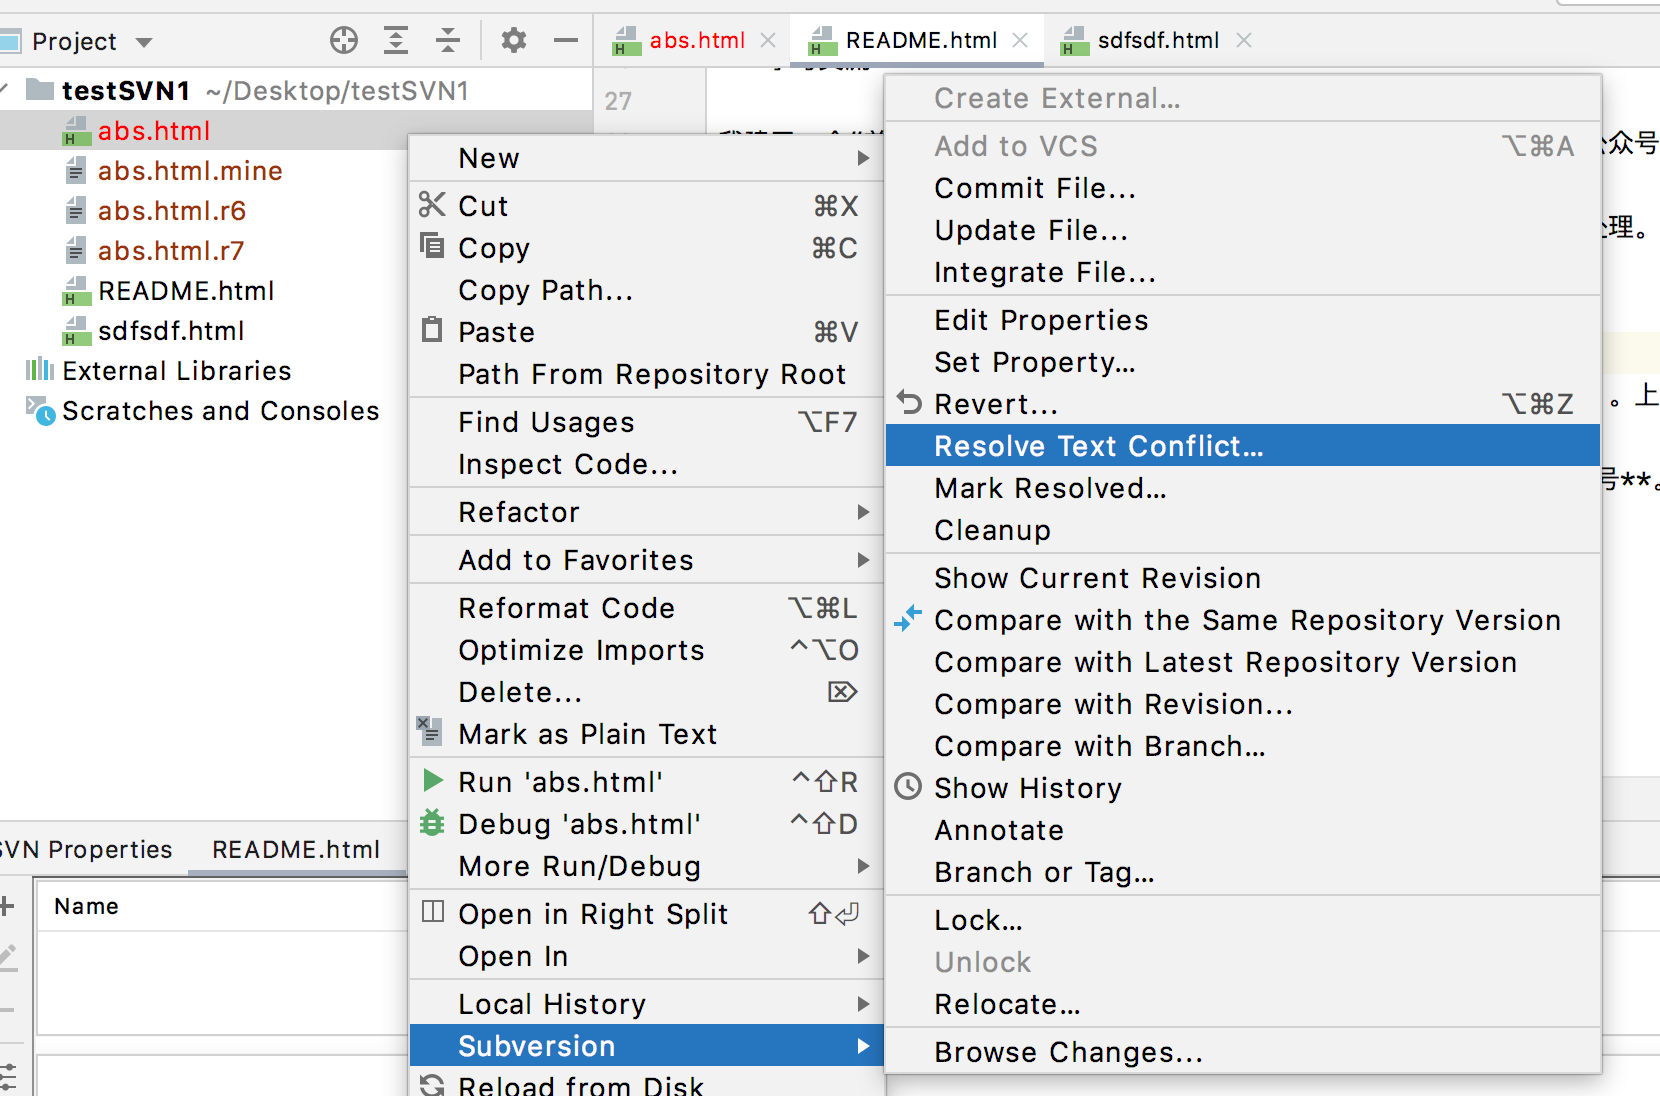 Project
abs.html
README.html
sdfsdf.html
testSVN1 ~/Desktop/testSVN1
abs.html
abs.html.mine
abs.html.r6
abs.html.r7
README.html
sdfsdf.html
External Libraries
Scratches and Consoles
27
公众号
处理。
。上
号**。
New
Cut ⌘X
Copy ⌘C
Copy Path...
Paste ⌘V
Path From Repository Root
Find Usages ⌥F7
Inspect Code...
Refactor
Add to Favorites
Reformat Code ⌥⌘L
Optimize Imports ^⌥O
Delete... ⌦
Mark as Plain Text
Run 'abs.html' ^⇧R
Debug 'abs.html' ^⇧D
More Run/Debug
Open in Right Split ⇧⏎
Open In
Local History
Subversion
Reload from Disk
Create External...
Add to VCS ⌥⌘A
Commit File...
Update File...
Integrate File...
Edit Properties
Set Property...
Revert... ⌥⌘Z
Resolve Text Conflict...
Mark Resolved...
Cleanup
Show Current Revision
Compare with the Same Repository Version
Compare with Latest Repository Version
Compare with Revision...
Compare with Branch...
Show History
Annotate
Branch or Tag...
Lock...
Unlock
Relocate...
Browse Changes...
SVN Properties
README.html
Name